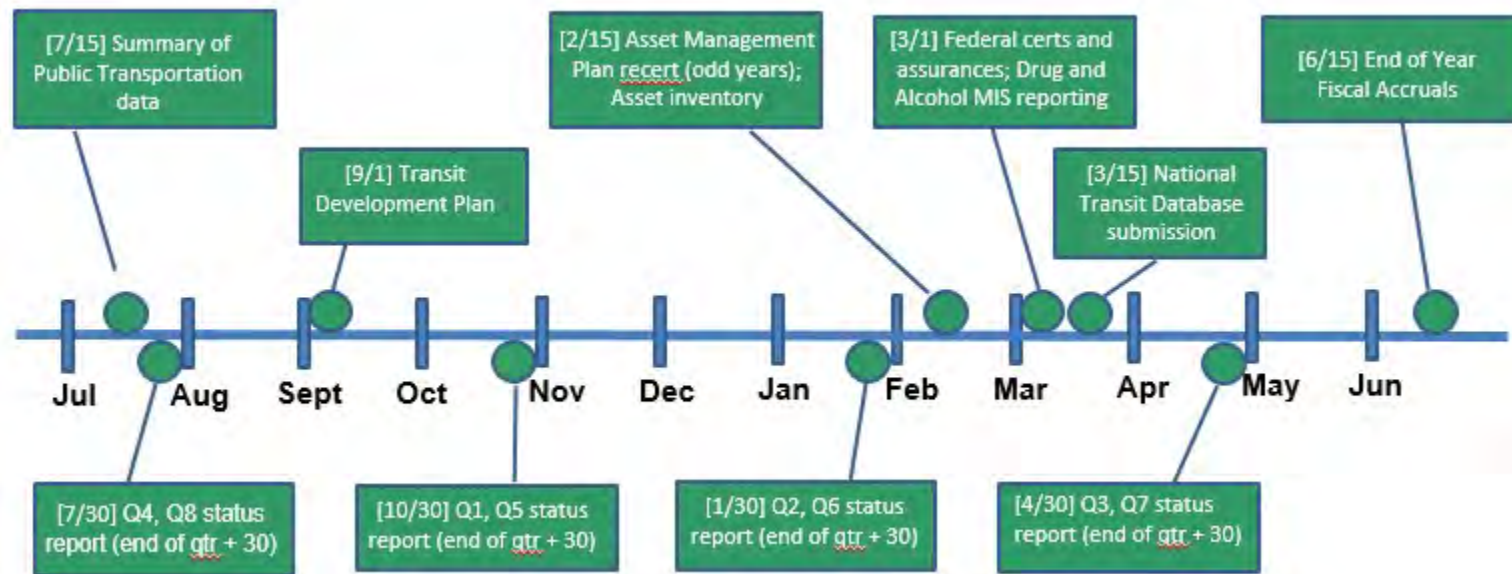 [7/15] Summary of
Public Transportation
data
[2/15] Asset Management
Plan recert (odd years);
Asset inventory
[3/1] Federal certs and
assurances; Drug and
Alcohol MIS reporting
[6/15] End of Year
Fiscal Accruals
[9/1] Transit
Development Plan
[3/15] National
Transit Database
submission
Jul
Aug
Sept
Oct
Nov
Dec
Jan
Feb
Mar
Apr
May
Jun
[7/30] Q4, Q8 status
report (end of qtr + 30)
[10/30] Q1, Q5 status
report (end of qtr + 30)
[1/30] Q2, Q6 status
report (end of qtr + 30)
[4/30] Q3, Q7 status
report (end of qtr + 30)